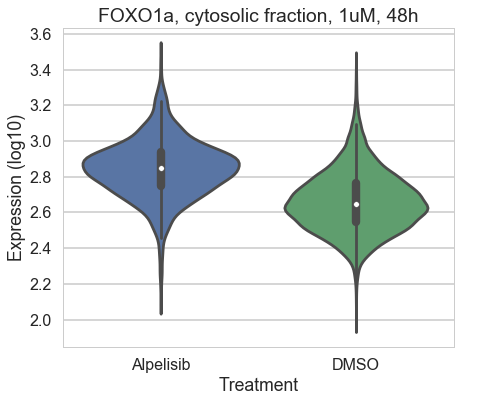 FOXO1a, cytosolic fraction, 1uM, 48h
3.6
3.4
3.2
3.0
2.8
2.6
2.4
2.2
2.0
Expression (log10)
Alpelisib DMSO
Treatment